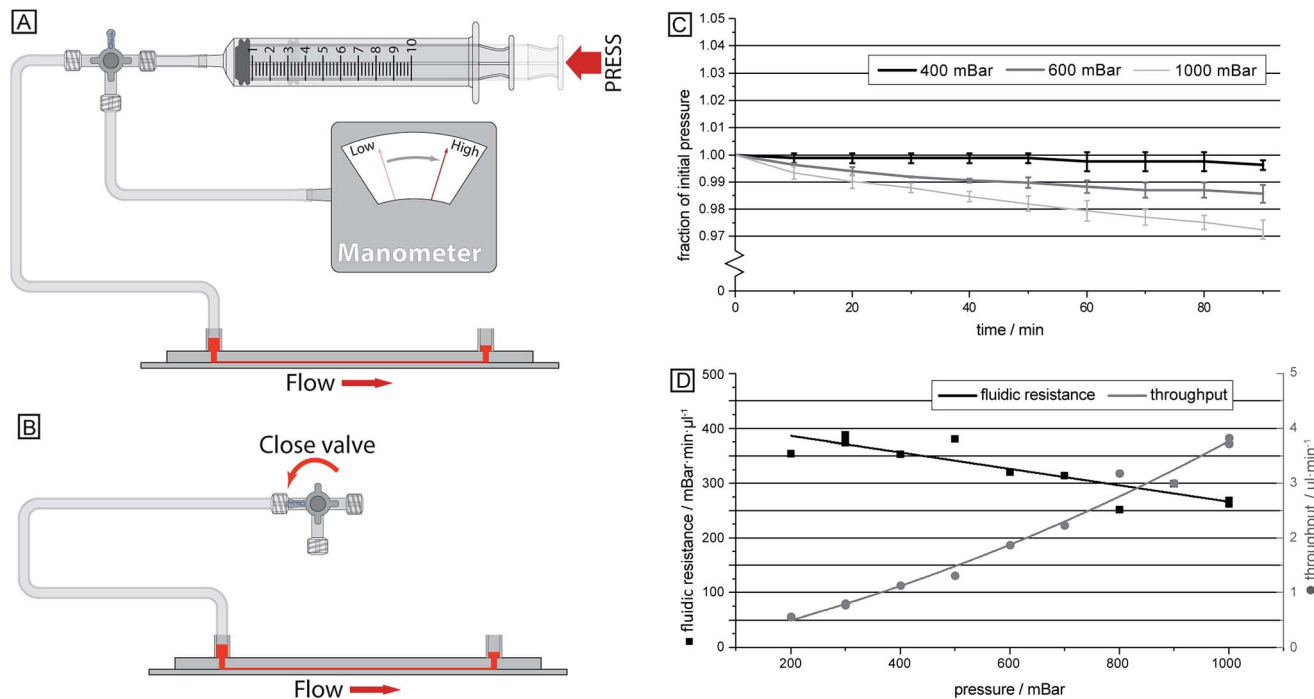 A
1 2 3 4 5 6 7 8 9 10
PRESS
Low
High
Manometer
Flow
B
Close valve
Flow
C
1.05
1.04
1.03
1.02
1.01
1.00
0.99
0.98
0.97
0
fraction of initial pressure
400 mBar
600 mBar
1000 mBar
0 20 40 60 80
time / min
D
500
450
400
350
300
250
200
150
100
50
0
fluidic resistance / mBar·min·µl⁻¹
fluidic resistance
throughput
5
4
3
2
1
0
throughput / µl·min⁻¹
200 400 600 800 1000
pressure / mBar